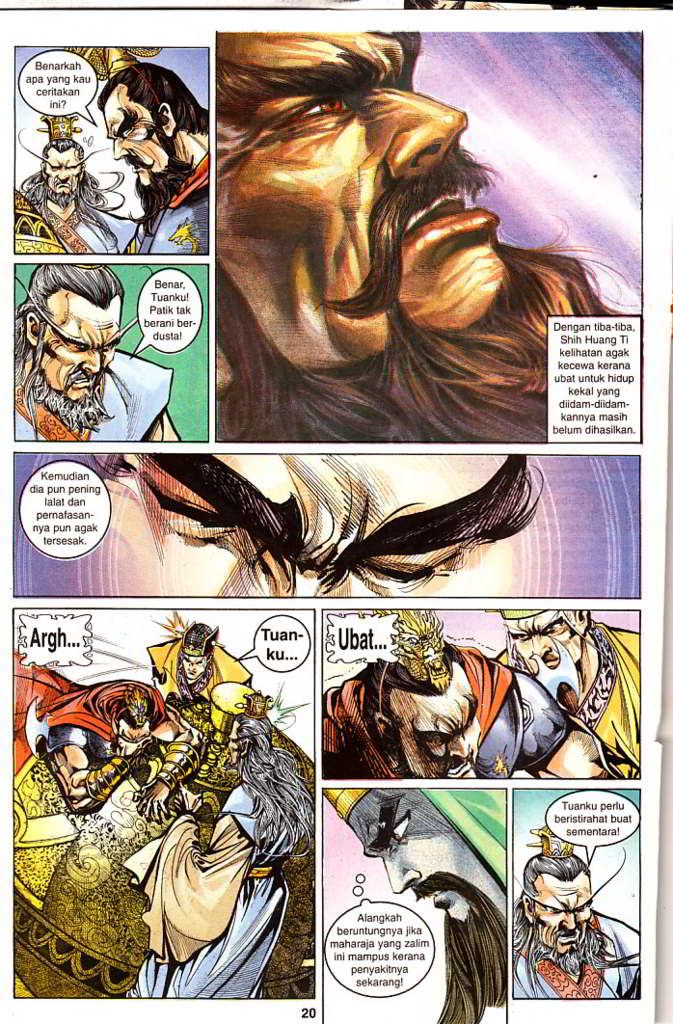 Benarkah
apa yang kau
ceritakan
ini?
Benar,
Tuanku!
Patik tak
berani ber-
dusta!
Dengan tiba-tiba,
Shih Huang Ti
kelihatan agak
kecewa kerana
ubat untuk hidup
kekal yang
diidam-diidam-
kannya masih
belum dihasilkan.
Kemudian
dia pun pening
lalat dan
pernafasan-
nya pun agak
tersesak.
Argh...
Tuan-
ku...
Ubat...
Alangkah
beruntungnya jika
maharaja yang zalim
ini mampus kerana
penyakitnya
sekarang!
Tuanku perlu
beristirahat buat
sementara!
20